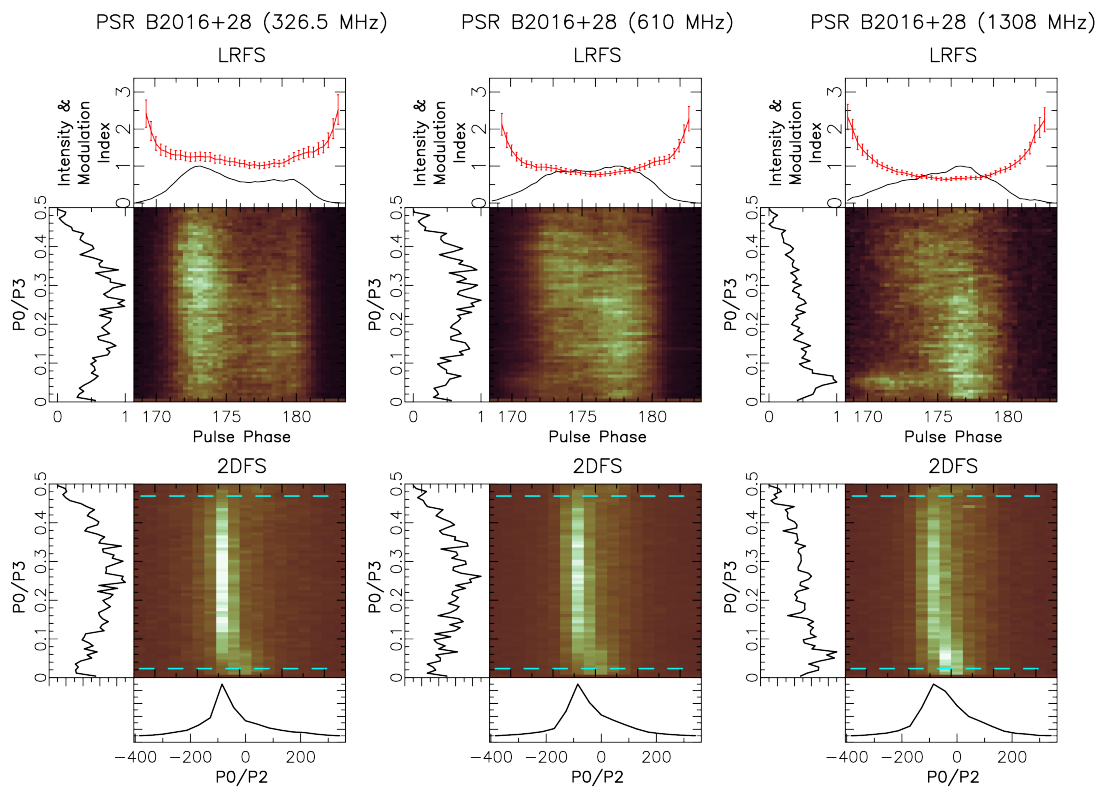 PSR B2016+28 (326.5 MHz)
LRFS
Intensity &
Modulation
Index
0 1 2 3
P0/P3
0 0.1 0.2 0.3 0.4 0.5
0 1
170 175 180
Pulse Phase
2DFS
P0/P3
0 0.1 0.2 0.3 0.4 0.5
−400 −200 0 200
P0/P2
PSR B2016+28 (610 MHz)
LRFS
Intensity &
Modulation
Index
0 1 2 3
P0/P3
0 0.1 0.2 0.3 0.4 0.5
0 1
170 175 180
Pulse Phase
2DFS
P0/P3
0 0.1 0.2 0.3 0.4 0.5
−400 −200 0 200
P0/P2
PSR B2016+28 (1308 MHz)
LRFS
Intensity &
Modulation
Index
0 1 2 3
P0/P3
0 0.1 0.2 0.3 0.4 0.5
0 1
170 175 180
Pulse Phase
2DFS
P0/P3
0 0.1 0.2 0.3 0.4 0.5
−400 −200 0 200
P0/P2